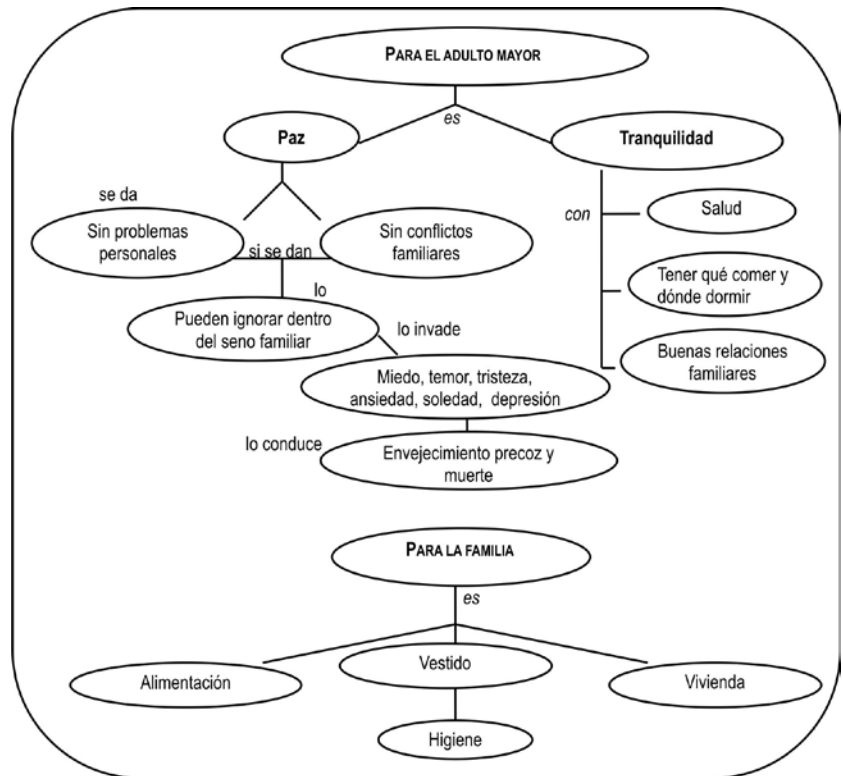 PARA EL ADULTO MAYOR
es
Paz
Tranquilidad
se da
Sin problemas
personales
si se dan
Sin conflictos
familiares
con
Salud
Tener qué comer y
dónde dormir
Buenas relaciones
familiares
lo
Pueden ignorar dentro
del seno familiar
lo invade
Miedo, temor, tristeza,
ansiedad, soledad, depresión
lo conduce
Envejecimiento precoz y
muerte
PARA LA FAMILIA
es
Alimentación
Vestido
Vivienda
Higiene